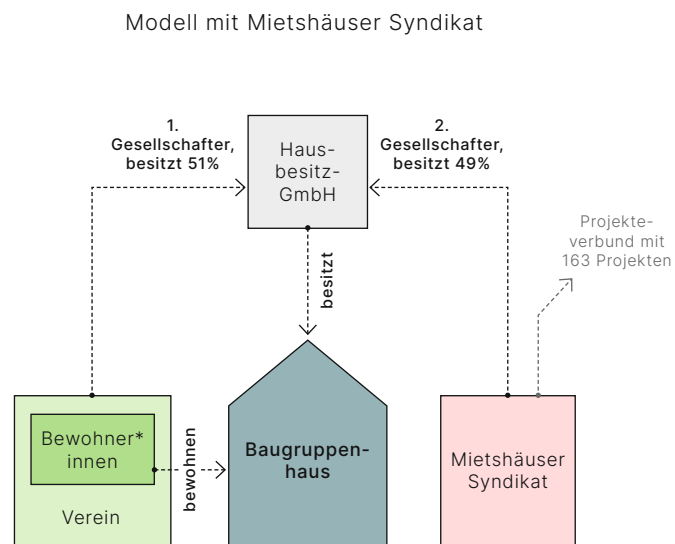 Modell mit Mietshäuser Syndikat
1.
Gesellschafter,
besitzt 51%
Haus-
besitz-
GmbH
2.
Gesellschafter,
besitzt 49%
Projekte-
verbund mit
163 Projekten
besitzt
Bewohner*
innen
Verein
bewohnen
Baugruppen-
haus
Mietshäuser
Syndikat